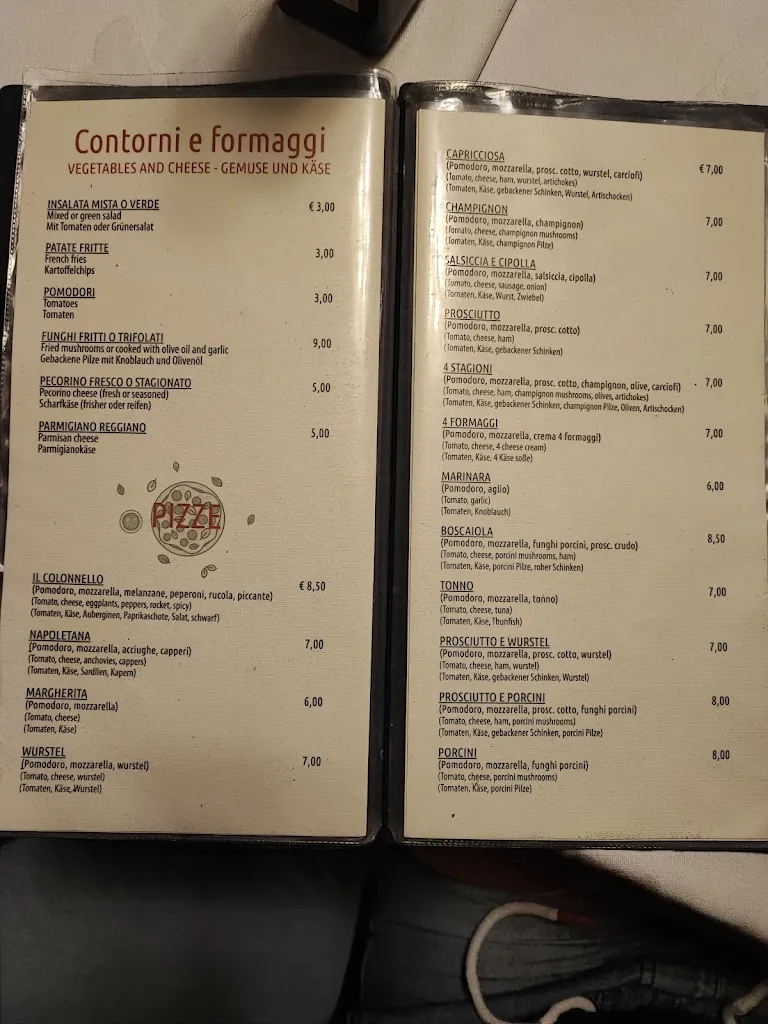 Contorni e formaggi
VEGETABLES AND CHEESE - GEMUSE UND KÄSE
INSALATA MISTA O VERDE € 3,00
Mixed or green salad
Mit Tomaten oder Grünersalat
PATATE FRITTE 3,00
French fries
Kartoffelchips
POMODORI 3,00
Tomatoes
Tomaten
FUNGHI FRITTI O TRIFOLATI 9,00
Fried mushrooms or cooked with olive oil and garlic
Gebackene Pilze mit Knoblauch und Olivenöl
PECORINO FRESCO O STAGIONATO 5,00
Pecorino cheese (fresh or seasoned)
Scharfkäse (frisher oder reifen)
PARMIGIANO REGGIANO 5,00
Parmisan cheese
Parmigianokäse
PIZZE
IL COLONNELLO € 8,50
(Pomodoro, mozzarella, melanzane, peperoni, rucola, piccante)
(Tomato, cheese, eggplants, peppers, rocket, spicy)
(Tomaten, Käse, Auberginen, Paprikaschote, Salat, schwarf)
NAPOLETANA 7,00
(Pomodoro, mozzarella, acciughe, capperi)
(Tomato, cheese, anchovies, cappers)
(Tomaten, Käse, Sardllen, Kapern)
MARGHERITA 6,00
(Pomodoro, mozzarella)
(Tomato, cheese)
(Tomaten, Käse)
WURSTEL 7,00
(Pomodoro, mozzarella, wurstel)
(Tomato, cheese, wurstel)
(Tomaten, Käse, Wurstel)
CAPRICCIOSA € 7,00
(Pomodoro, mozzarella, prosc. cotto, wurstel, carciofi)
(Tomato, cheese, ham, wurstel, artichokes)
(Tomaten, Käse, gebackener Schinken, Wurstel, Artischocken)
CHAMPIGNON 7,00
(Pomodoro, mozzarella, champignon)
(Tomato, cheese, champignon mushrooms)
(Tomaten, Käse, champignon Pilze)
SALSICCIA E CIPOLLA 7,00
(Pomodoro, mozzarella, salsiccia, cipolla)
(Tomato, cheese, sausage, onion)
(Tomaten, Käse, Wurst, Zwiebel)
PROSCIUTTO 7,00
(Pomodoro, mozzarella, prosc. cotto)
(Tomato, cheese, ham)
(Tomaten, Käse, gebackener Schinken)
4 STAGIONI 7,00
(Pomodoro, mozzarella, prosc. cotto, champignon, olive, carciofi)
(Tomato, cheese, ham, champignon mushrooms, olives, artichokes)
(Tomaten, Käse, gebackener Schinken, champignon Pilze, Oliven, Artischocken)
4 FORMAGGI 7,00
(Pomodoro, mozzarella, crema 4 formaggi)
(Tomato, cheese, 4 cheese cream)
(Tomaten, Käse, 4 Käse soße)
MARINARA 6,00
(Pomodoro, aglio)
(Tomato, garlic)
(Tomaten, Knoblauch)
BOSCAIOLA 8,50
(Pomodoro, mozzarella, funghi porcini, prosc. crudo)
(Tomato, cheese, porcini mushrooms, ham)
(Tomaten, Käse, porcini Pilze, roher Schinken)
TONNO 7,00
(Pomodoro, mozzarella, tonno)
(Tomato, cheese, tuna)
(Tomaten, Käse, Thunfish)
PROSCIUTTO E WURSTEL 7,00
(Pomodoro, mozzarella, prosc. cotto, wurstel)
(Tomato, cheese, ham, wurstel)
(Tomaten, Käse, gebackener Schinken, Wurstel)
PROSCIUTTO E PORCINI 8,00
(Pomodoro, mozzarella, prosc. cotto, funghi porcini)
(Tomato, cheese, ham, porcini mushrooms)
(Tomaten, Käse, gebackener Schinken, porcini Pilze)
PORCINI 8,00
(Pomodoro, mozzarella, funghi porcini)
(Tomato, cheese, porcini mushrooms)
(Tomaten, Käse, porcini Pilze)